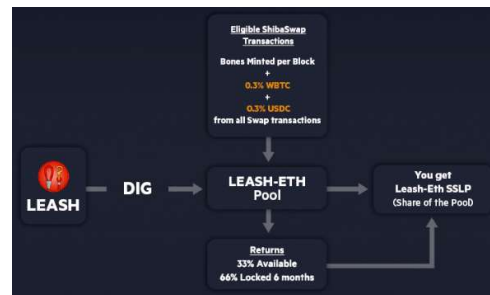 Eligible ShibaSwap
Transactions
Bones Minted per Block
+
0.3% WBTC
+
0.3% USDC
from all Swap transactions
LEASH
DIG
LEASH-ETH
Pool
You get
Leash-Eth SSLP
(Share of the Pool)
Returns
33% Available
66% Locked 6 months